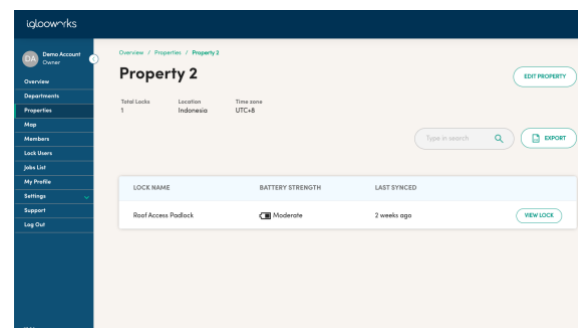 iglooworks
DA
Demo Account
Owner
Overview
Departments
Properties
Map
Members
Lock Users
Jobs List
My Profile
Settings
Support
Log Out
Overview / Properties / Property 2
Property 2
EDIT PROPERTY
Total Locks Location Time zone
1 Indonesia UTC+8
Type in search
EXPORT
LOCK NAME BATTERY STRENGTH LAST SYNCED
Roof Access Padlock Moderate 2 weeks ago VIEW LOCK